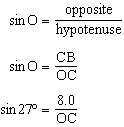 sin O = opposite / hypotenuse
sin O = CB / OC
sin 27° = 8.0 / OC